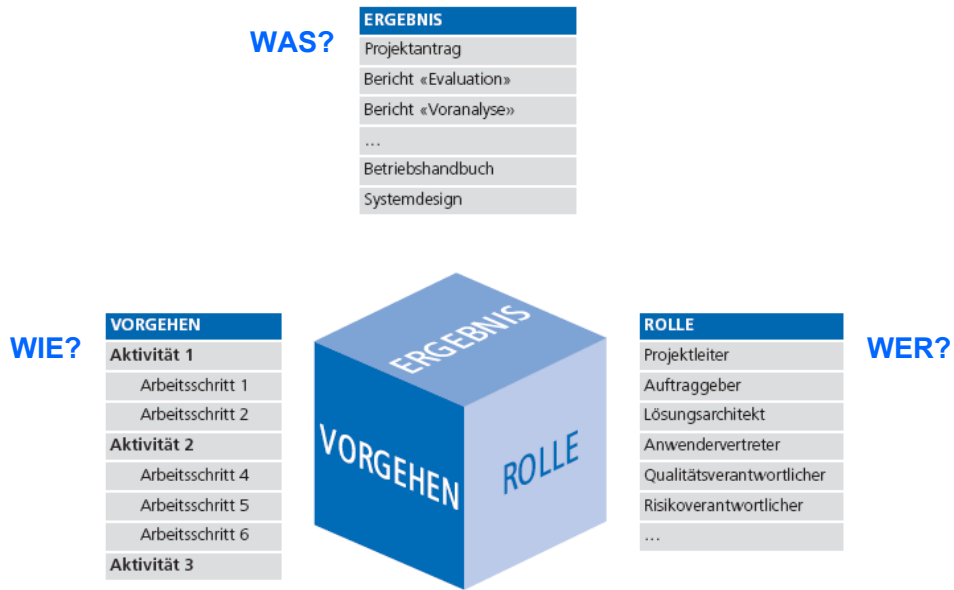 WAS?
ERGEBNIS
Projektantrag
Bericht «Evaluation»
Bericht «Voranalyse»
...
Betriebshandbuch
Systemdesign
WIE?
VORGEHEN
Aktivität 1
Arbeitsschritt 1
Arbeitsschritt 2
Aktivität 2
Arbeitsschritt 4
Arbeitsschritt 5
Arbeitsschritt 6
Aktivität 3
ERGEBNIS
VORGEHEN
ROLLE
ROLLE
Projektleiter
Auftraggeber
Lösungsarchitekt
Anwendervertreter
Qualitätsverantwortlicher
Risikoverantwortlicher
...
WER?